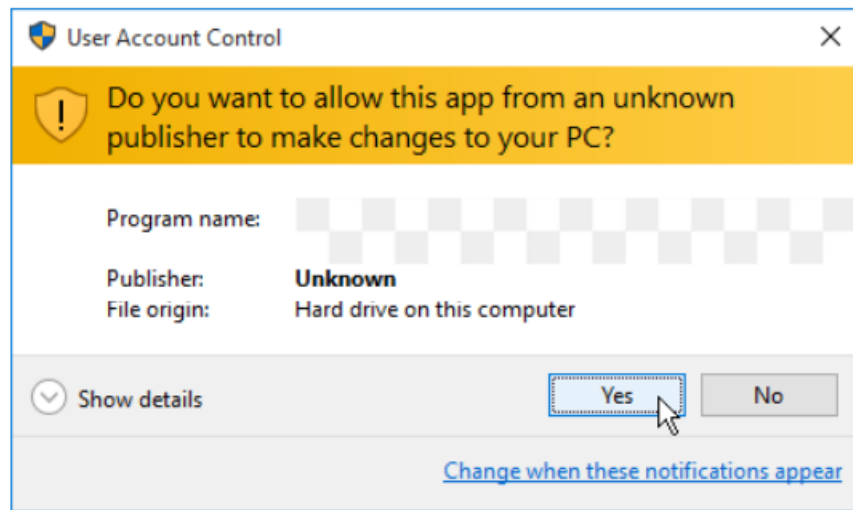 User Account Control
Do you want to allow this app from an unknown
publisher to make changes to your PC?
Program name:
Publisher: Unknown
File origin: Hard drive on this computer
Show details
Yes No
Change when these notifications appear